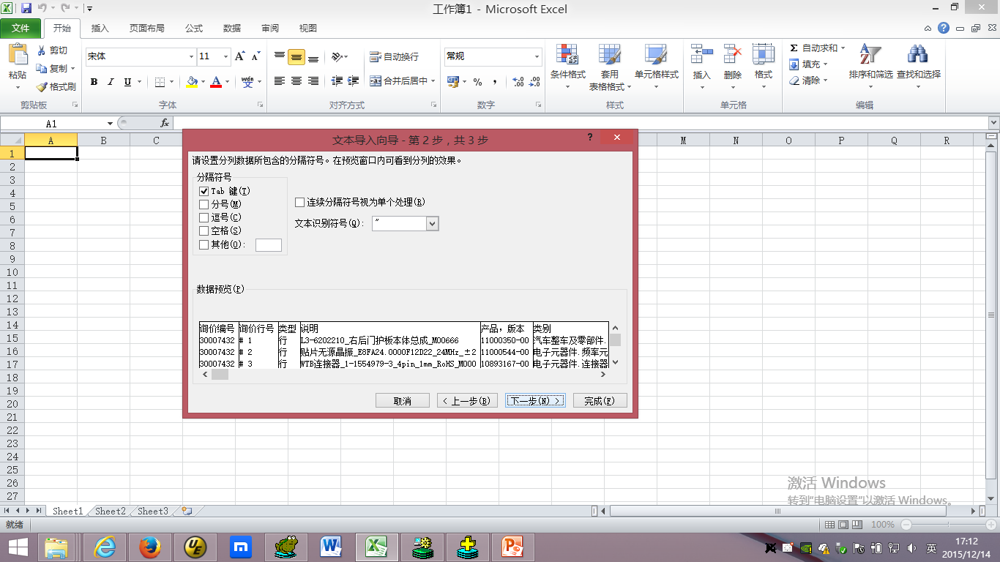 工作簿1 - Microsoft Excel
文件 开始 插入 页面布局 公式 数据 审阅 视图
粘贴 剪切 复制 格式刷 剪贴板
宋体 11 B I U 字体
自动换行 合并后居中 对齐方式
常规 % , 数字
条件格式 套用 表格格式 单元格样式 样式
插入 删除 格式 单元格
Σ 自动求和 填充 清除 排序和筛选 查找和选择 编辑
A1 fx
A B C M N O P Q R
1
2
3
4
5
6
7
8
9
10
11
12
13
14
15
16
17
18
19
20
21
22
23
24
25
26
27
文本导入向导 - 第 2 步，共 3 步 ?
请设置分列数据所包含的分隔符号。在预览窗口内可看到分列的效果。
分隔符号
Tab 键(T)
分号(M)
逗号(C)
空格(S)
其他(O):
连续分隔符号视为单个处理(R)
文本识别符号(Q): "
数据预览(P)
询价编号 询价行号 类型 说明 产品，版本 类别
30007432 # 1 行 L3-6202210_右后门护板本体总成_M00666 11000350-00 汽车整车及零部件.
30007432 # 2 行 贴片无源晶振_E8FA24.0000F12D22_24MHz_±2 11000544-00 电子元器件.频率元
30007432 # 3 行 WTB连接器_1-1554979-3_4pin_1mm_RoHS_M000 10893167-00 电子元器件.连接器
取消 < 上一步(B) 下一步(N) > 完成(F)
激活 Windows
转到"电脑设置"以激活 Windows。
Sheet1 Sheet2 Sheet3
就绪 100%
英 17:12
2015/12/14